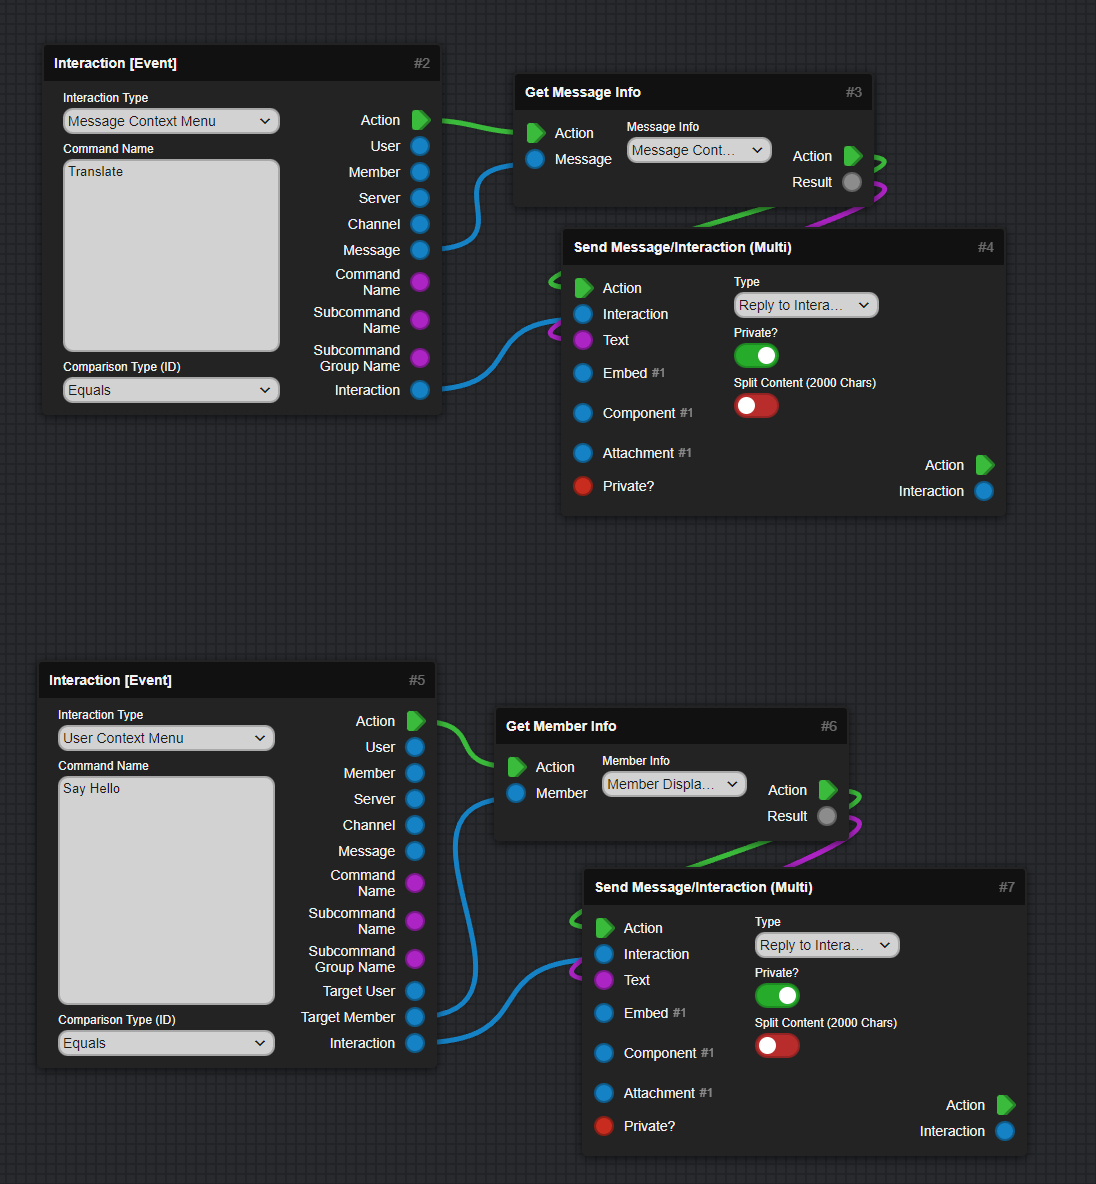 Interaction [Event] #2
Interaction Type
Message Context Menu
Command Name
Translate
Comparison Type (ID)
Equals
Action
User
Member
Server
Channel
Message
Command
Name
Subcommand
Name
Subcommand
Group Name
Interaction
Get Message Info #3
Action
Message
Message Info
Message Cont...
Action
Result
Send Message/Interaction (Multi) #4
Action
Interaction
Text
Embed #1
Component #1
Attachment #1
Private?
Type
Reply to Intera...
Private?
Split Content (2000 Chars)
Action
Interaction
Interaction [Event] #5
Interaction Type
User Context Menu
Command Name
Say Hello
Comparison Type (ID)
Equals
Action
User
Member
Server
Channel
Message
Command
Name
Subcommand
Name
Subcommand
Group Name
Target User
Target Member
Interaction
Get Member Info #6
Action
Member
Member Info
Member Displa...
Action
Result
Send Message/Interaction (Multi) #7
Action
Interaction
Text
Embed #1
Component #1
Attachment #1
Private?
Type
Reply to Intera...
Private?
Split Content (2000 Chars)
Action
Interaction